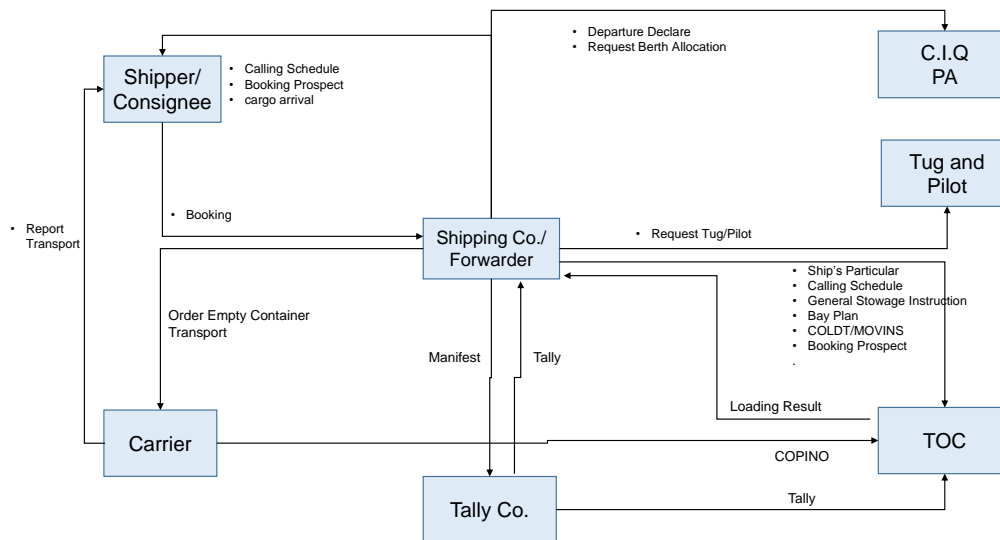 • Departure Declare
• Request Berth Allocation
C.I.Q
PA
Shipper/
Consignee
• Calling Schedule
• Booking Prospect
• cargo arrival
Tug and
Pilot
• Booking
• Report
Transport
Shipping Co./
Forwarder
• Request Tug/Pilot
• Ship's Particular
• Calling Schedule
• General Stowage Instruction
• Bay Plan
• COLDT/MOVINS
• Booking Prospect
.
Order Empty Container
Transport
Manifest
Tally
Loading Result
Carrier
TOC
COPINO
Tally Co.
Tally